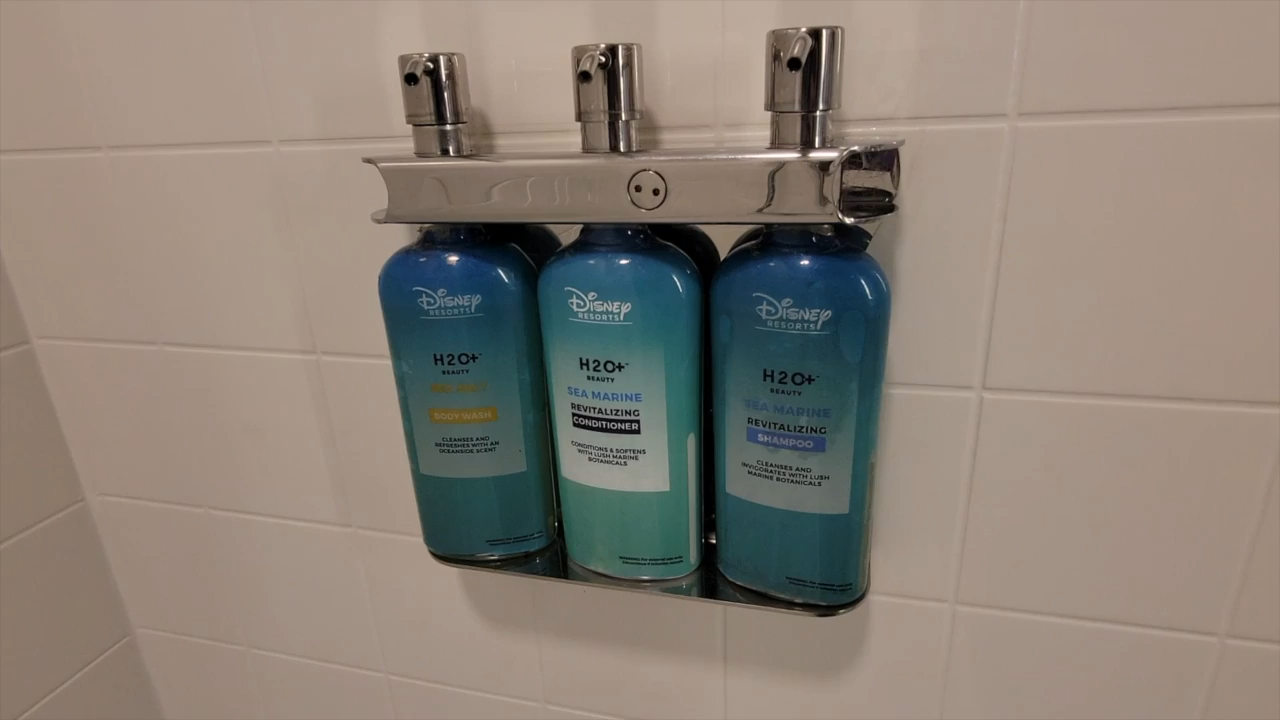 Disney
RESORTS
H2O+
BEAUTY
SEA SALT
BODY WASH
CLEANSES AND
REFRESHES WITH AN
OCEANSIDE SCENT
Disney
RESORTS
H2O+
BEAUTY
SEA MARINE
REVITALIZING
CONDITIONER
CONDITIONS & SOFTENS
WITH LUSH MARINE
BOTANICALS
Disney
RESORTS
H2O+
BEAUTY
SEA MARINE
REVITALIZING
SHAMPOO
CLEANSES AND
INVIGORATES WITH LUSH
MARINE BOTANICALS